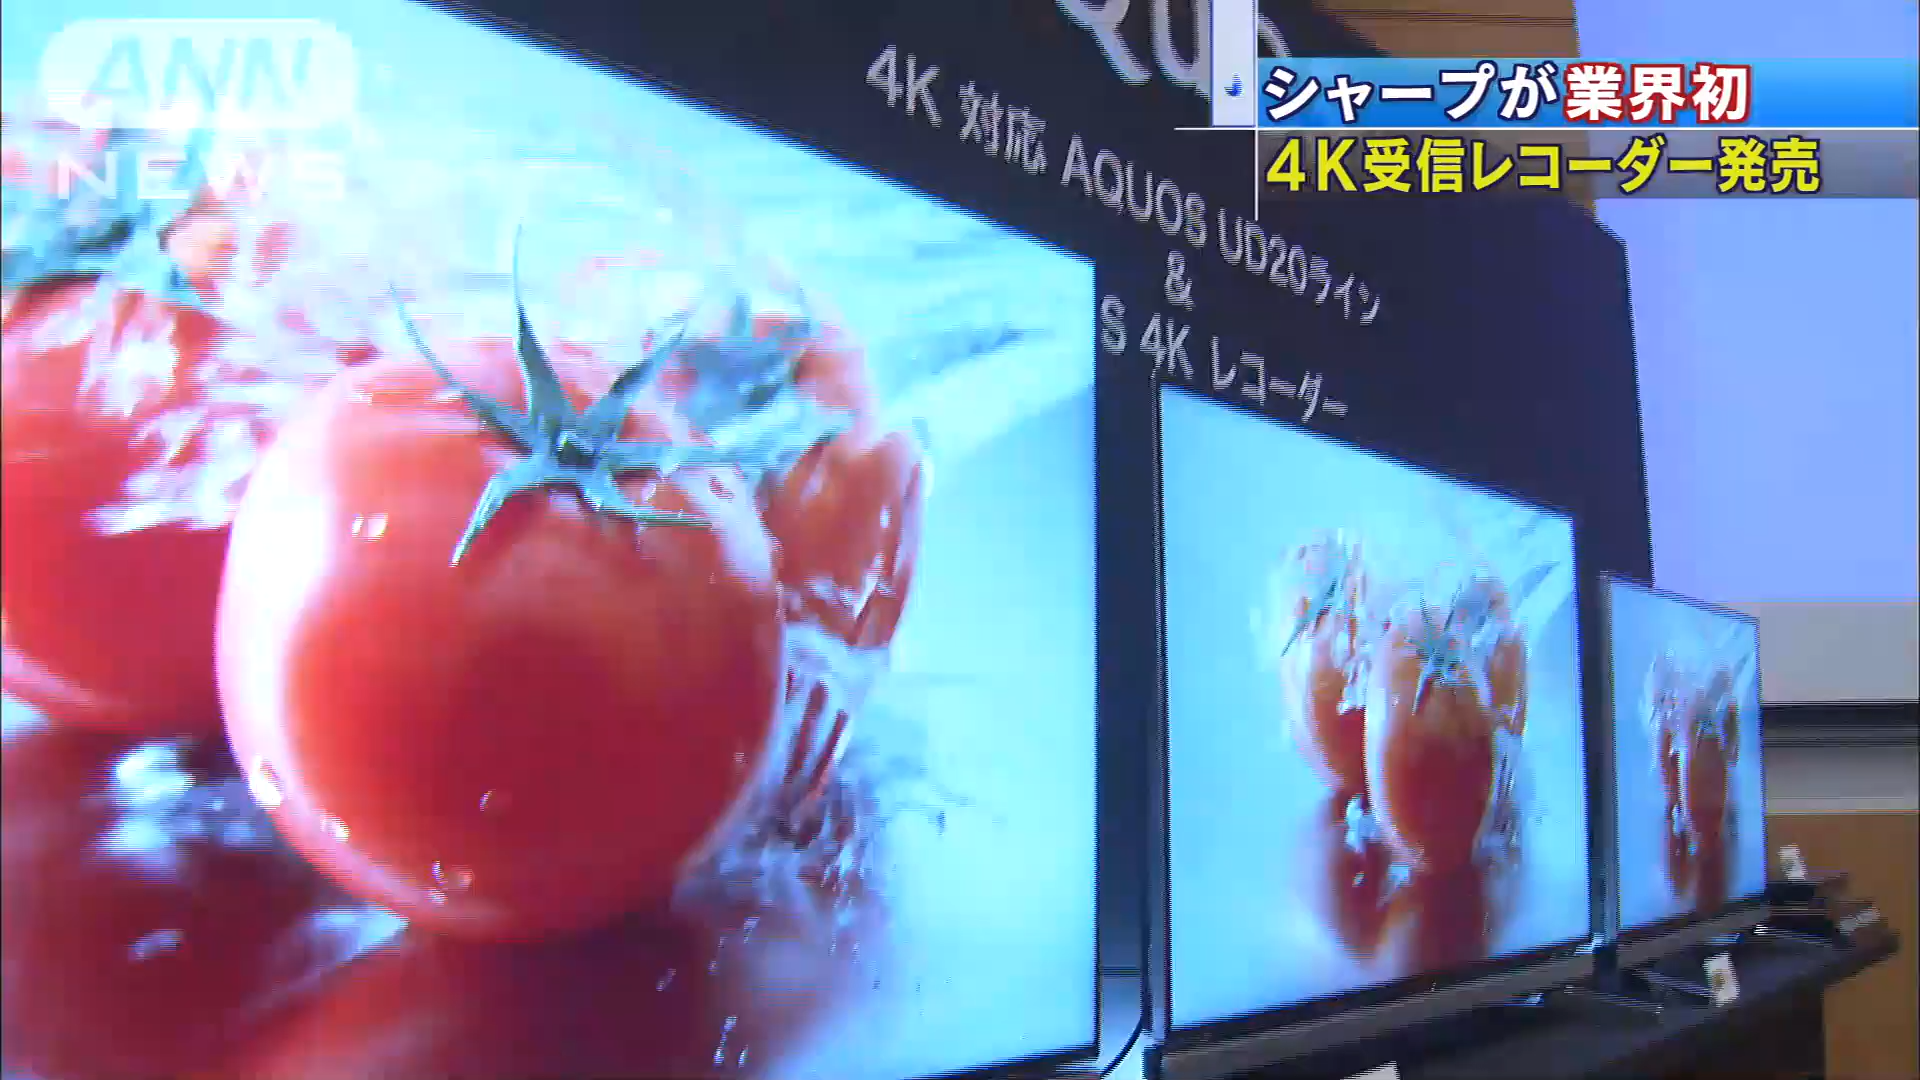 ANN
NEWS
シャープが業界初
4K受信レコーダー発売
4K 対応 AQUOS UD20ライン
&
S 4K レコーダー